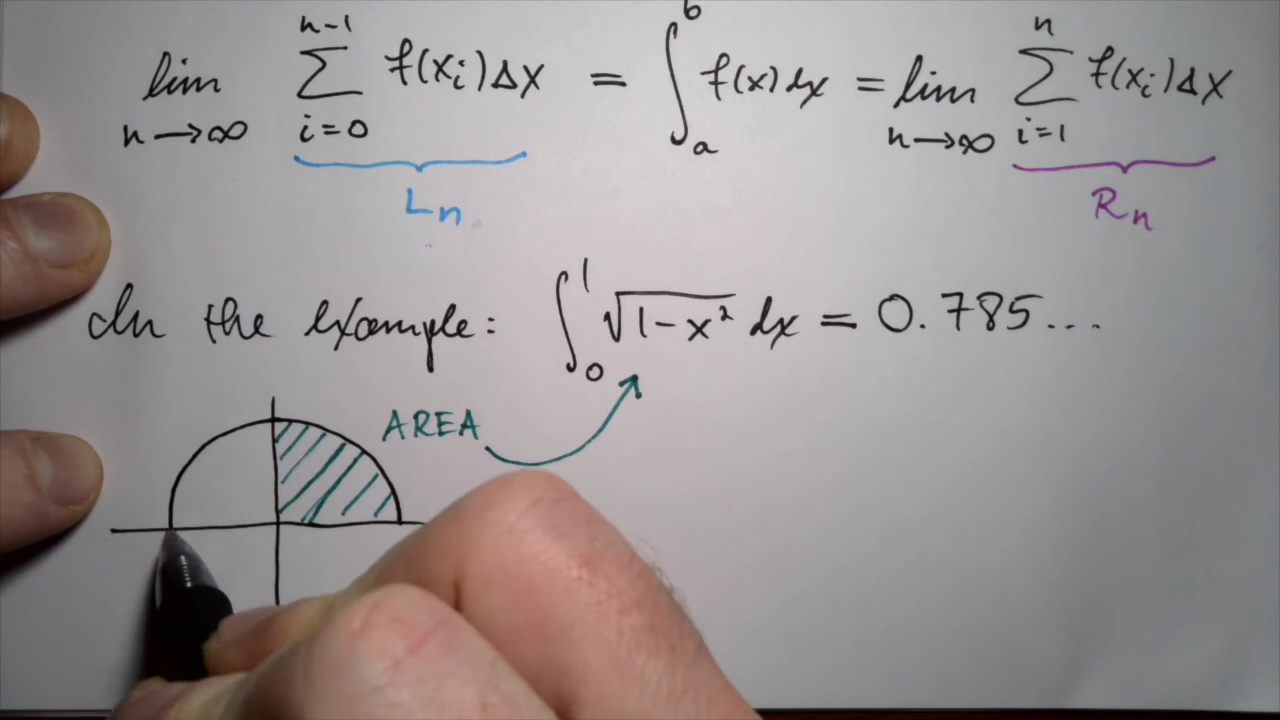 lim n→∞ ∑ i=0 n-1 f(xᵢ)Δx = ∫ₐᵇ f(x) dx = lim n→∞ ∑ i=1 n f(xᵢ)Δx
Lₙ Rₙ
In the example: ∫₀¹ √(1-x²) dx = 0.785...
AREA